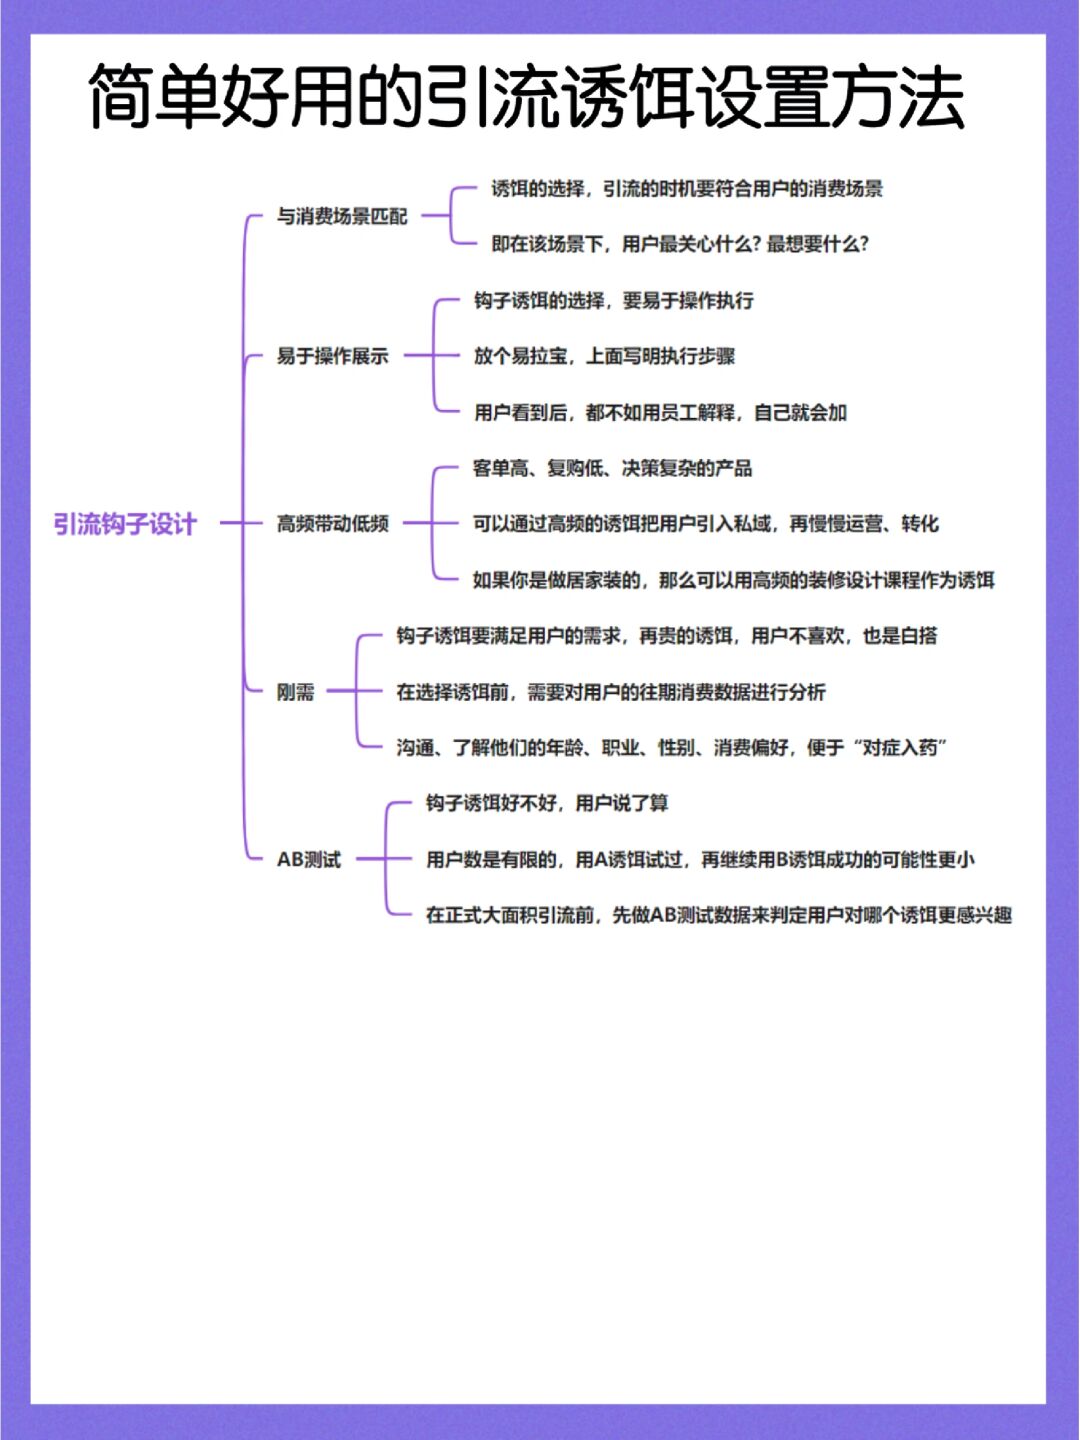 简单好用的引流诱饵设置方法
引流钩子设计
与消费场景匹配
诱饵的选择，引流的时机要符合用户的消费场景
即在该场景下，用户最关心什么？最想要什么？
易于操作展示
钩子诱饵的选择，要易于操作执行
放个易拉宝，上面写明执行步骤
用户看到后，都不如用员工解释，自己就会加
高频带动低频
客单高、复购低、决策复杂的产品
可以通过高频的诱饵把用户引入私域，再慢慢运营、转化
如果你是做居家装的，那么可以用高频的装修设计课程作为诱饵
刚需
钩子诱饵要满足用户的需求，再贵的诱饵，用户不喜欢，也是白搭
在选择诱饵前，需要对用户的往期消费数据进行分析
沟通、了解他们的年龄、职业、性别、消费偏好，便于“对症入药”
AB测试
钩子诱饵好不好，用户说了算
用户数是有限的，用A诱饵试过，再继续用B诱饵成功的可能性更小
在正式大面积引流前，先做AB测试数据来判定用户对哪个诱饵更感兴趣